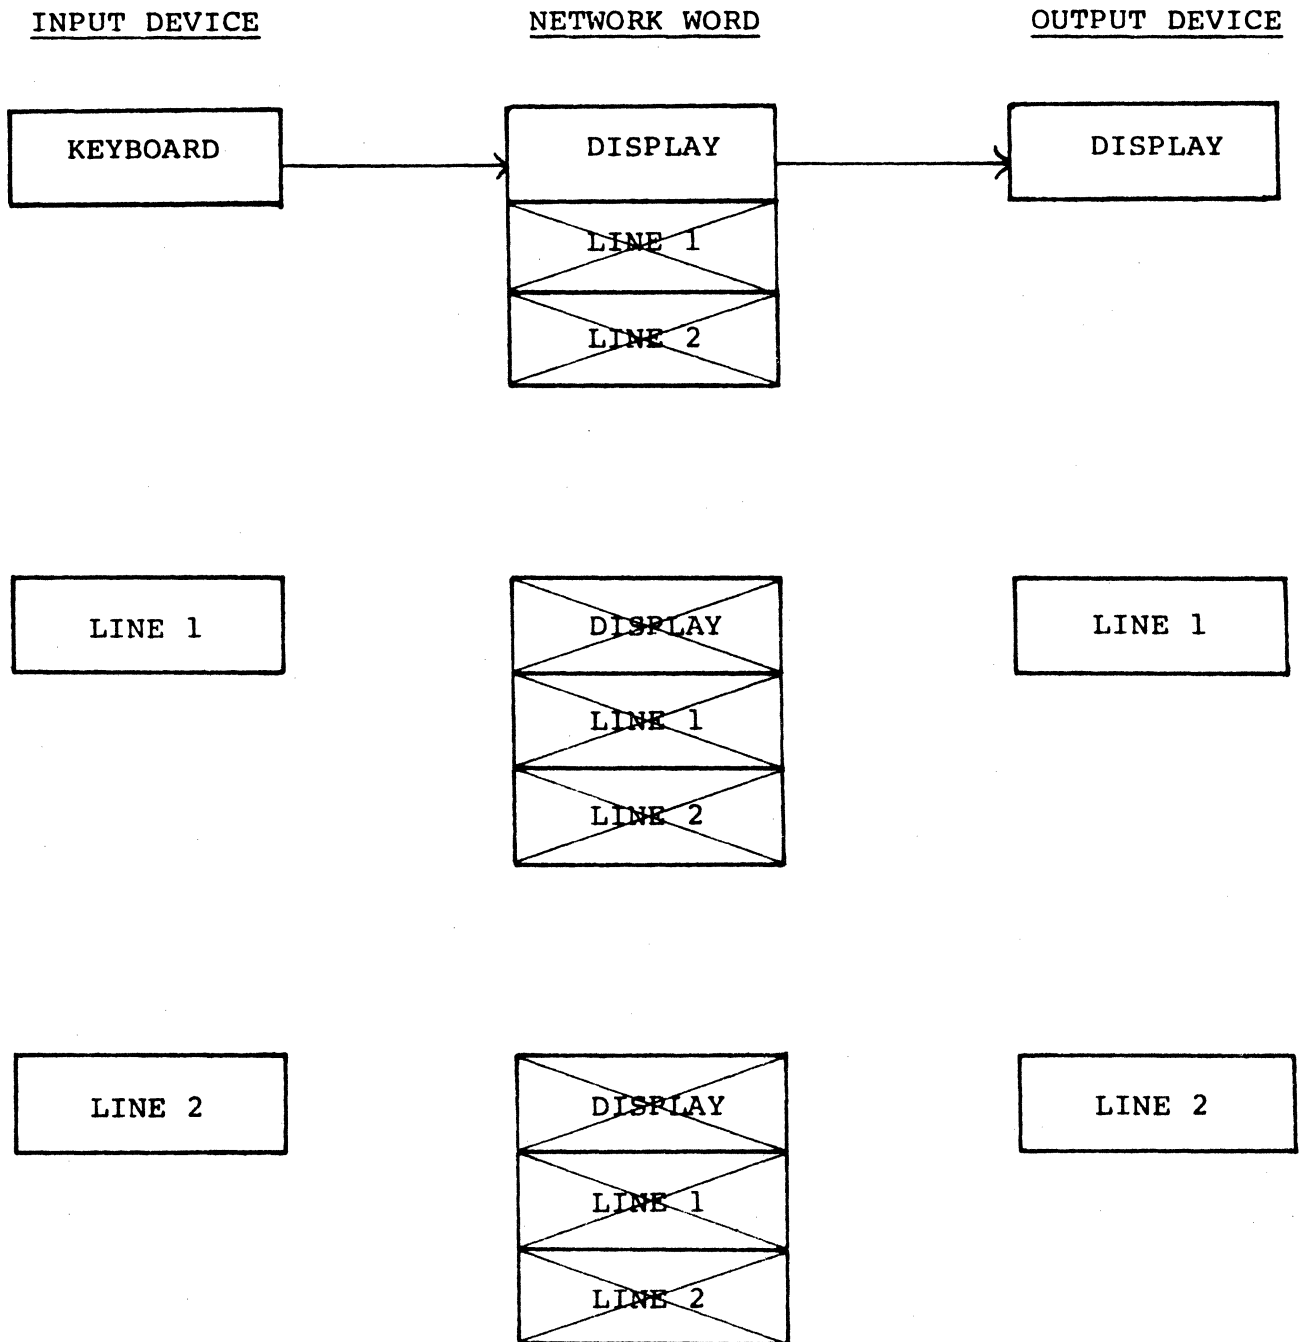 INPUT DEVICE NETWORK WORD OUTPUT DEVICE
KEYBOARD DISPLAY DISPLAY
LINE 1
LINE 2
LINE 1 DISPLAY LINE 1
LINE 1
LINE 2
LINE 2 DISPLAY LINE 2
LINE 1
LINE 2